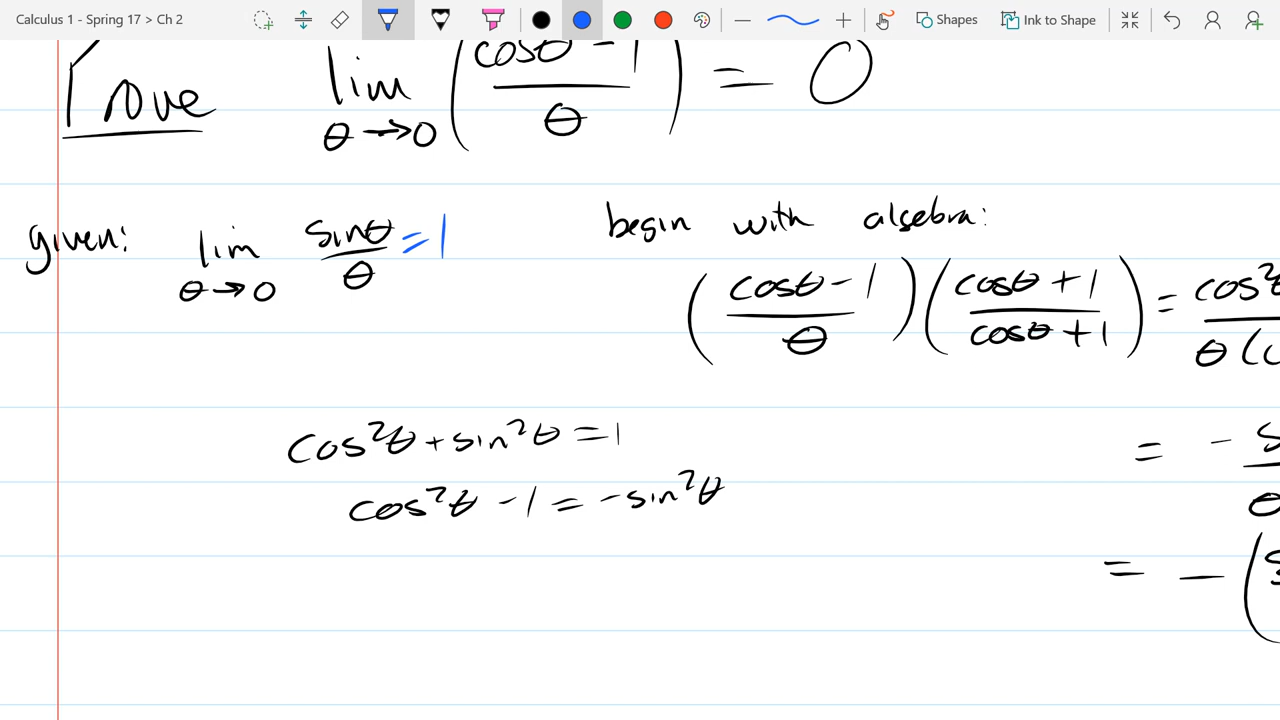 Calculus 1 - Spring 17 > Ch 2
Shapes
Ink to Shape
Prove lim θ→0 (cosθ - 1 / θ) = 0
given: lim θ→0 sinθ/θ = 1
begin with algebra:
(cosθ - 1 / θ)(cosθ + 1 / cosθ + 1) = cos²θ / θ(c
cos²θ + sin²θ = 1
= - s / θ
cos²θ - 1 = -sin²θ
= - (s